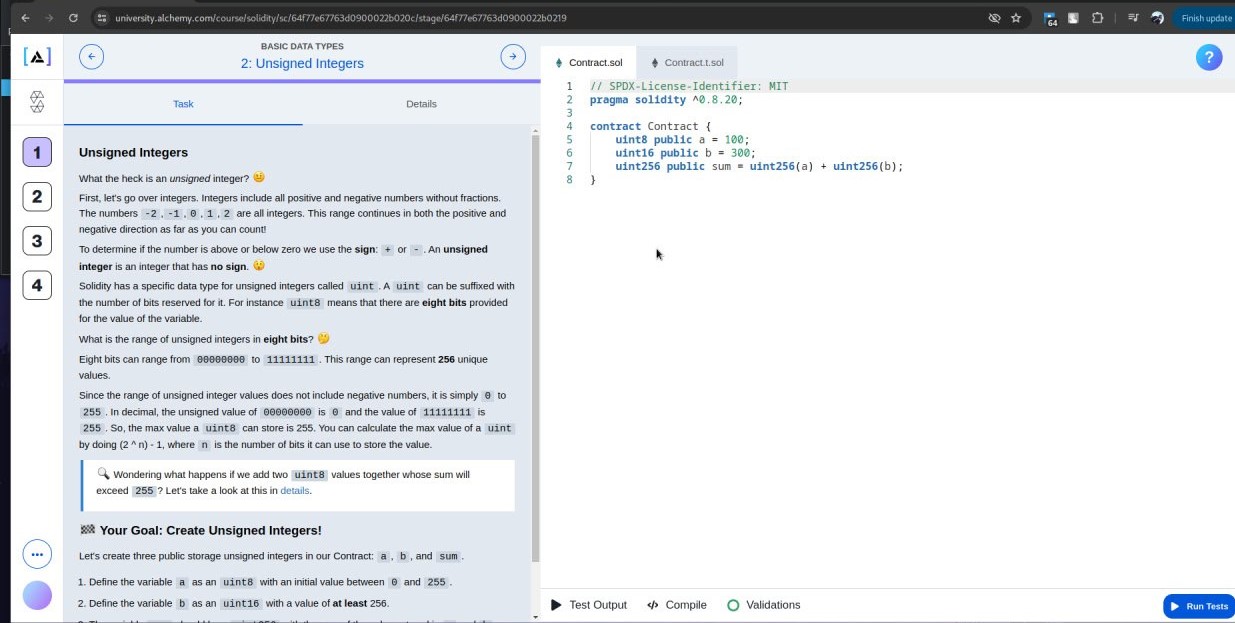 university.alchemy.com/course/solidity/sc/64f77e67763d0900022b020c/stage/64f77e67763d0900022b0219
64
Finish update
[A]
BASIC DATA TYPES
2: Unsigned Integers
Task
Details
1
2
3
4
Unsigned Integers
What the heck is an unsigned integer? 😐
First, let's go over integers. Integers include all positive and negative numbers without fractions.
The numbers -2, -1, 0, 1, 2 are all integers. This range continues in both the positive and
negative direction as far as you can count!
To determine if the number is above or below zero we use the sign: + or -. An unsigned
integer is an integer that has no sign. 😯
Solidity has a specific data type for unsigned integers called uint. A uint can be suffixed with
the number of bits reserved for it. For instance uint8 means that there are eight bits provided
for the value of the variable.
What is the range of unsigned integers in eight bits? 🤔
Eight bits can range from 00000000 to 11111111. This range can represent 256 unique
values.
Since the range of unsigned integer values does not include negative numbers, it is simply 0 to
255. In decimal, the unsigned value of 00000000 is 0 and the value of 11111111 is
255. So, the max value a uint8 can store is 255. You can calculate the max value of a uint
by doing (2 ^ n) - 1, where n is the number of bits it can use to store the value.
🔍 Wondering what happens if we add two uint8 values together whose sum will
exceed 255? Let's take a look at this in details.
🏁 Your Goal: Create Unsigned Integers!
Let's create three public storage unsigned integers in our Contract: a, b, and sum.
1. Define the variable a as an uint8 with an initial value between 0 and 255.
2. Define the variable b as an uint16 with a value of at least 256.
Contract.sol
Contract.t.sol
?
1 // SPDX-License-Identifier: MIT
2 pragma solidity ^0.8.20;
3
4 contract Contract {
5 uint8 public a = 100;
6 uint16 public b = 300;
7 uint256 public sum = uint256(a) + uint256(b);
8 }
Test Output
Compile
Validations
Run Tests